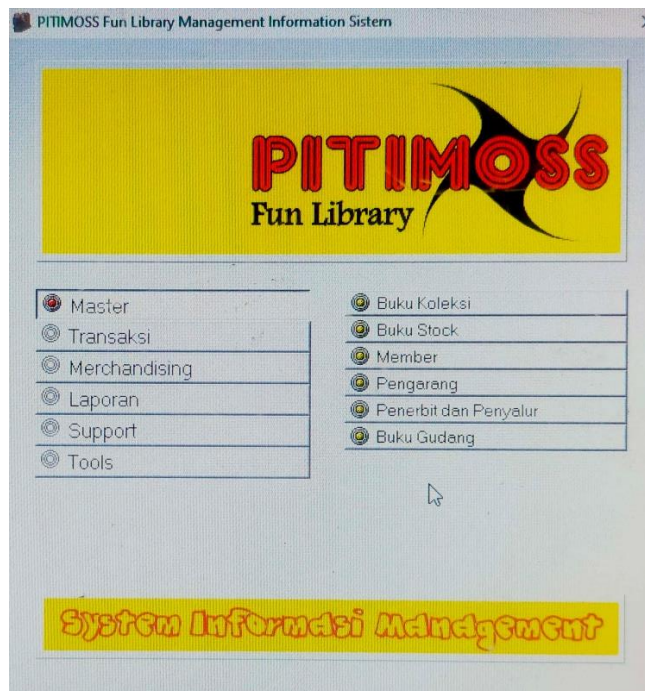 PITIMOSS Fun Library Management Information Sistem
PITIMOSS
Fun Library
Master
Transaksi
Merchandising
Laporan
Support
Tools
Buku Koleksi
Buku Stock
Member
Pengarang
Penerbit dan Penyalur
Buku Gudang
System Informasi Management